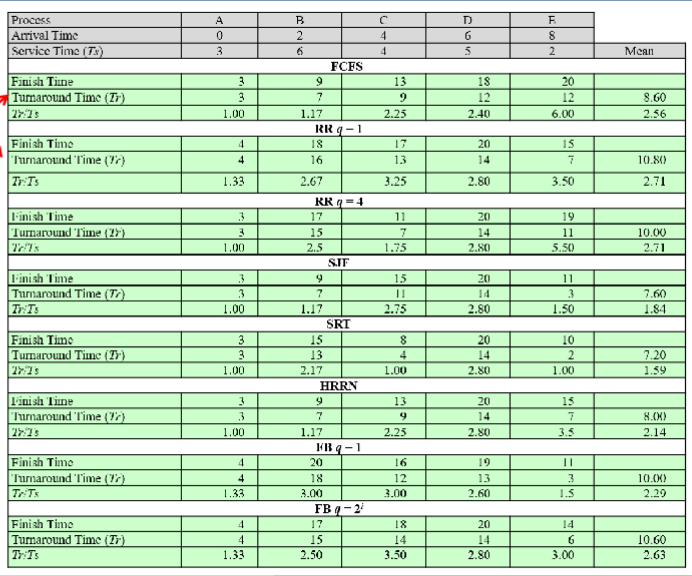 Process A B C D E
Arrival Time 0 2 4 6 8
Service Time (Ts) 3 6 4 5 2 Mean
FCFS
Finish Time 3 9 13 18 20
Turnaround Time (Tr) 3 7 9 12 12 8.60
Tr/Ts 1.00 1.17 2.25 2.40 6.00 2.56
RR q = 1
Finish Time 4 18 17 20 15
Turnaround Time (Tr) 4 16 13 14 7 10.80
Tr/Ts 1.33 2.67 3.25 2.80 3.50 2.71
RR q = 4
Finish Time 3 17 11 20 19
Turnaround Time (Tr) 3 15 7 14 11 10.00
Tr/Ts 1.00 2.5 1.75 2.80 5.50 2.71
SJF
Finish Time 3 9 15 20 11
Turnaround Time (Tr) 3 7 11 14 3 7.60
Tr/Ts 1.00 1.17 2.75 2.80 1.50 1.84
SRT
Finish Time 3 15 8 20 10
Turnaround Time (Tr) 3 13 4 14 2 7.20
Tr/Ts 1.00 2.17 1.00 2.80 1.00 1.59
HRRN
Finish Time 3 9 13 20 15
Turnaround Time (Tr) 3 7 9 14 7 8.00
Tr/Ts 1.00 1.17 2.25 2.80 3.5 2.14
FB q = 1
Finish Time 4 20 16 19 11
Turnaround Time (Tr) 4 18 12 13 3 10.00
Tr/Ts 1.33 3.00 3.00 2.60 1.5 2.29
FB q = 2^i
Finish Time 4 17 18 20 14
Turnaround Time (Tr) 4 15 14 14 6 10.60
Tr/Ts 1.33 2.50 3.50 2.80 3.00 2.63